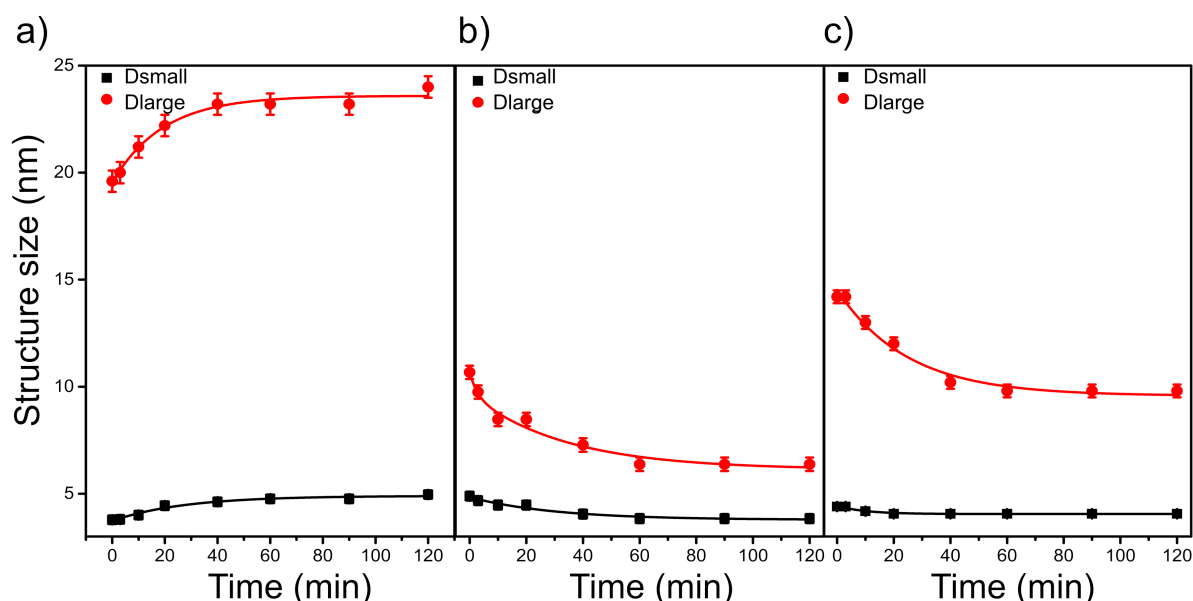 a)
b)
c)
Structure size (nm)
25
20
15
10
5
Dsmall
Dlarge
Dsmall
Dlarge
Dsmall
Dlarge
0 20 40 60 80 100 120
0 20 40 60 80 100 120
0 20 40 60 80 100 120
Time (min)
Time (min)
Time (min)